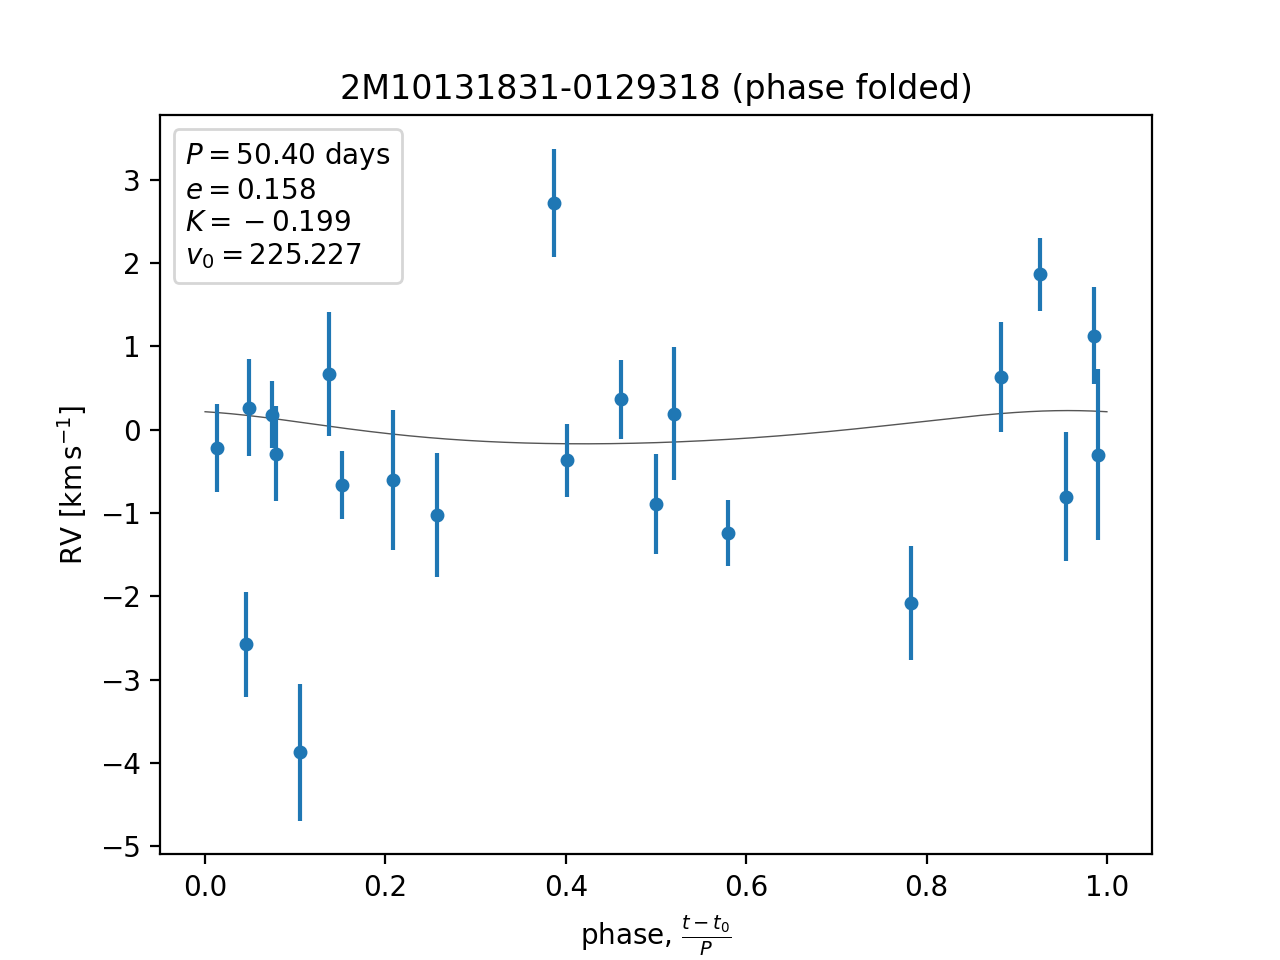 2M10131831-0129318 (phase folded)
P = 50.40 days
e = 0.158
K = −0.199
v₀ = 225.227
3
2
1
0
−1
−2
−3
−4
−5
RV [km s⁻¹]
0.0 0.2 0.4 0.6 0.8 1.0
phase, (t − t₀)/P